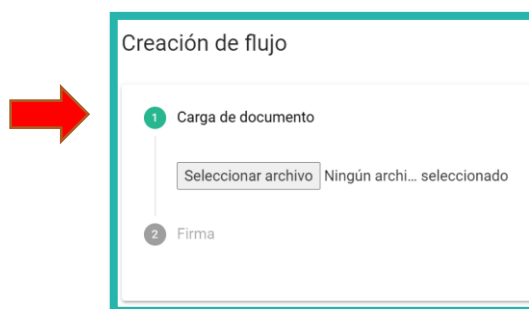 Creación de flujo
1 Carga de documento
Seleccionar archivo Ningún archi... seleccionado
2 Firma